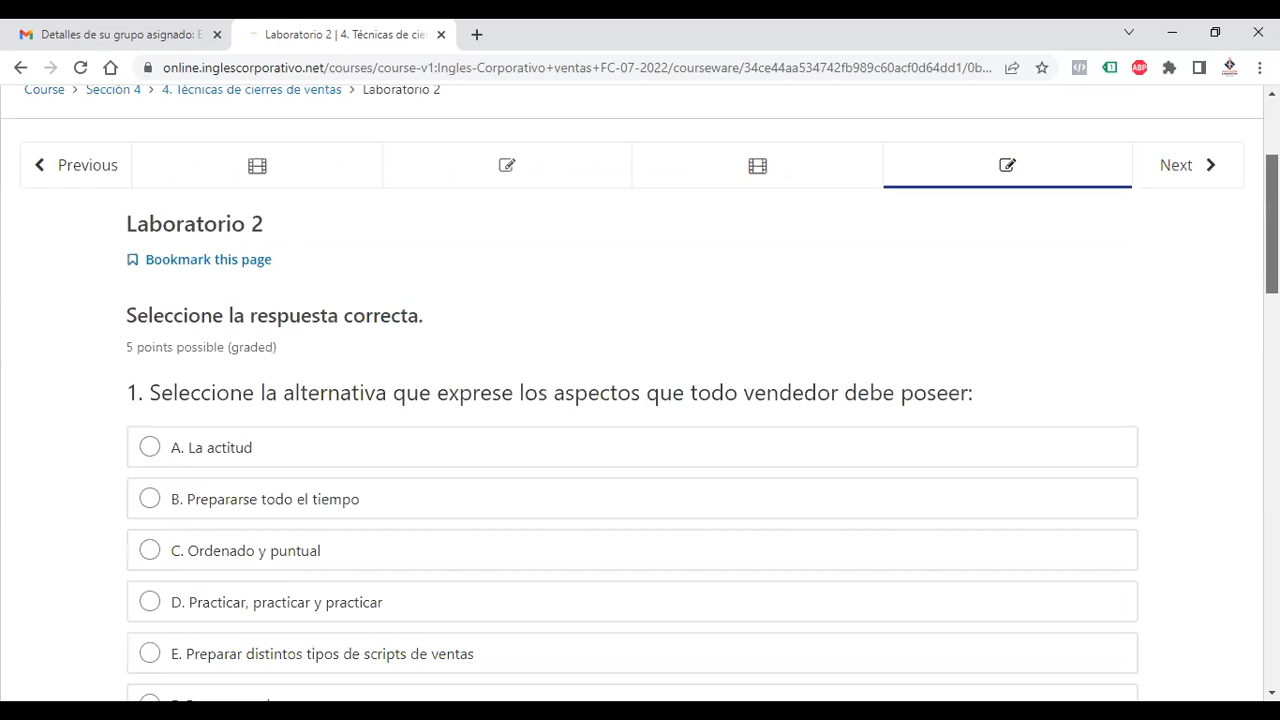 Detalles de su grupo asignado: E
Laboratorio 2 | 4. Técnicas de cie
online.inglescorporativo.net/courses/course-v1:Ingles-Corporativo+ventas+FC-07-2022/courseware/34ce44aa534742fb989c60acf0d64dd1/0b...
Course > Sección 4 > 4. Técnicas de cierres de ventas > Laboratorio 2
Previous
Next
Laboratorio 2
Bookmark this page
Seleccione la respuesta correcta.
5 points possible (graded)
1. Seleccione la alternativa que exprese los aspectos que todo vendedor debe poseer:
A. La actitud
B. Prepararse todo el tiempo
C. Ordenado y puntual
D. Practicar, practicar y practicar
E. Preparar distintos tipos de scripts de ventas